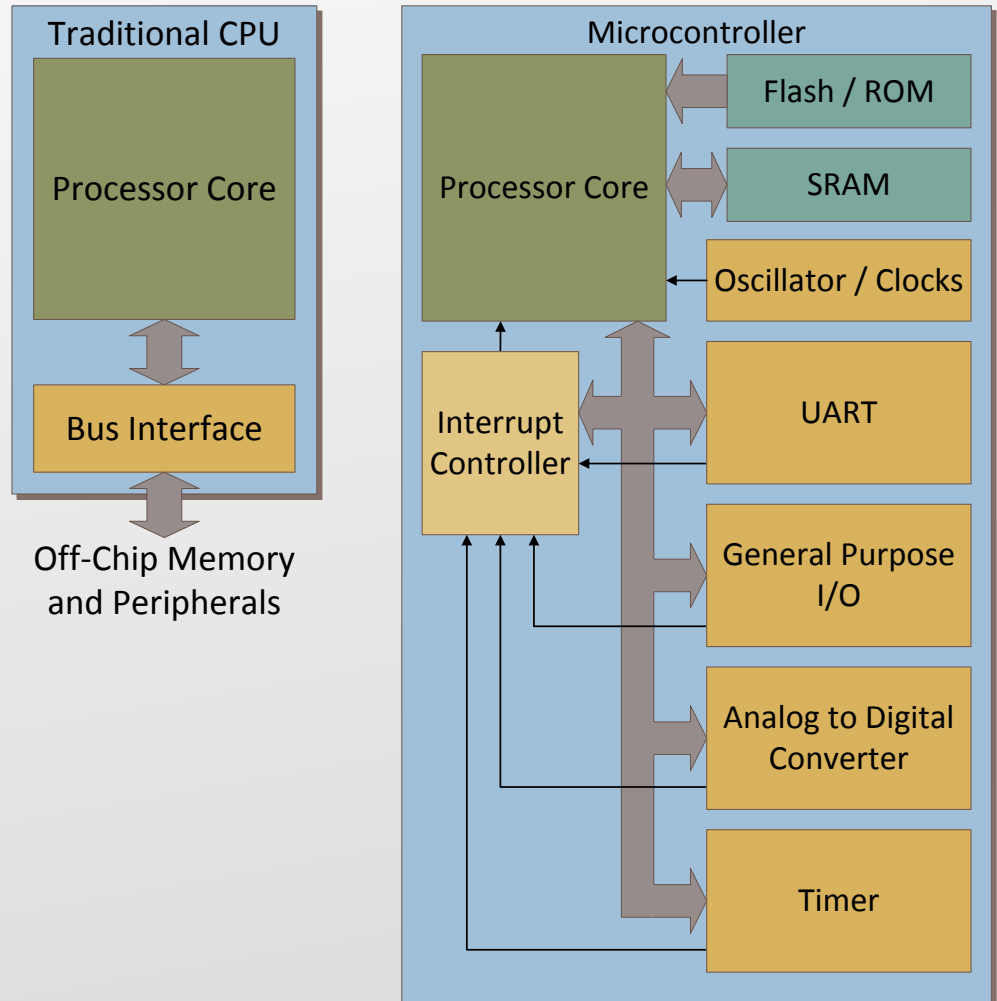 Traditional CPU
Processor Core
Bus Interface
Off-Chip Memory
and Peripherals
Microcontroller
Processor Core
Flash / ROM
SRAM
Oscillator / Clocks
Interrupt
Controller
UART
General Purpose
I/O
Analog to Digital
Converter
Timer